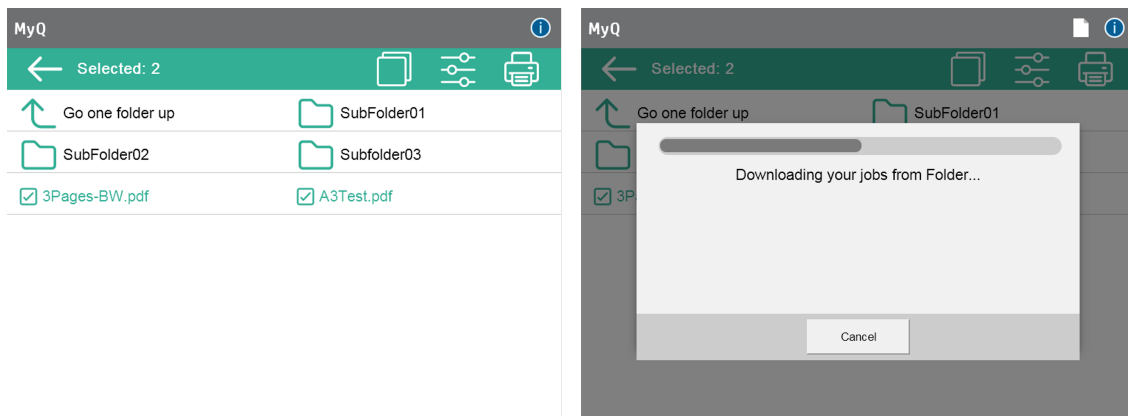 MyQ
Selected: 2
Go one folder up
SubFolder01
SubFolder02
Subfolder03
3Pages-BW.pdf
A3Test.pdf
MyQ
Selected: 2
Go one folder up
SubFolder01
3P
Downloading your jobs from Folder...
Cancel